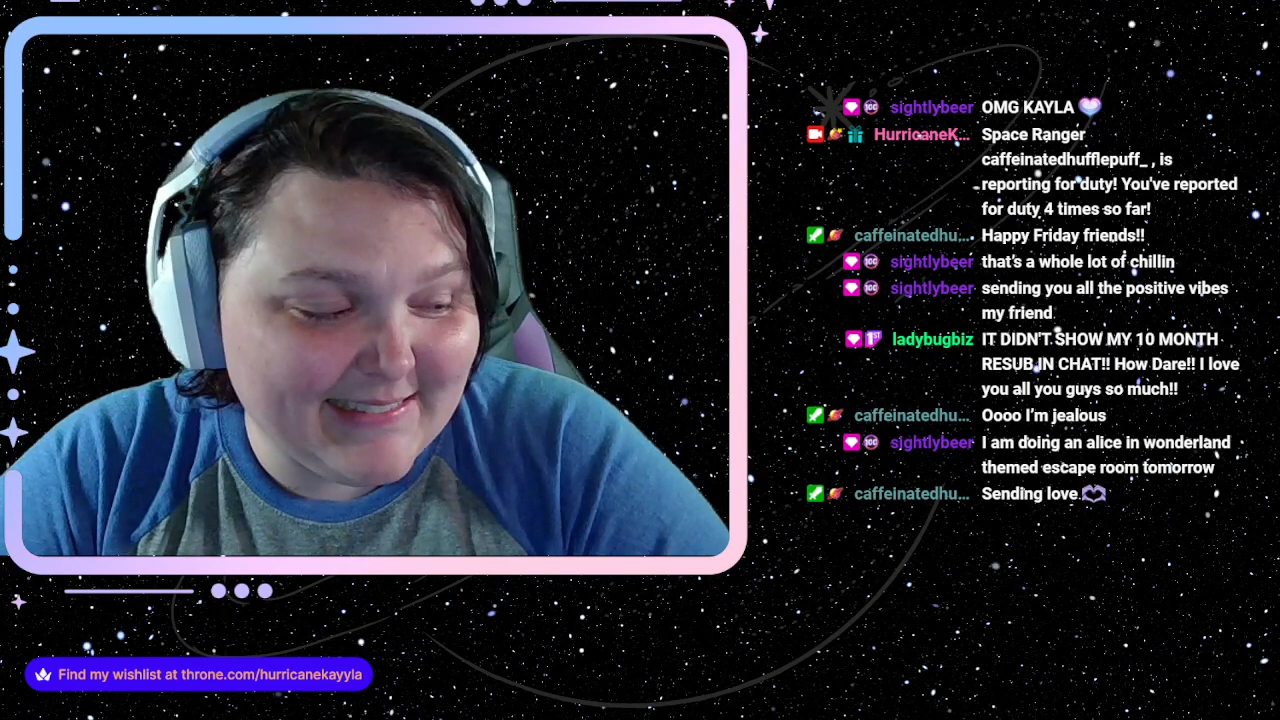 sightlybeer OMG KAYLA
HurricaneK... Space Ranger
caffeinatedhufflepuff_ , is
reporting for duty! You've reported
for duty 4 times so far!
caffeinatedhu... Happy Friday friends!!
sightlybeer that's a whole lot of chillin
sightlybeer sending you all the positive vibes
my friend
ladybugbiz IT DIDN'T SHOW MY 10 MONTH
RESUB IN CHAT!! How Dare!! I love
you all you guys so much!!
caffeinatedhu... Oooo I'm jealous
sightlybeer I am doing an alice in wonderland
themed escape room tomorrow
caffeinatedhu... Sending love
Find my wishlist at throne.com/hurricanekayyla